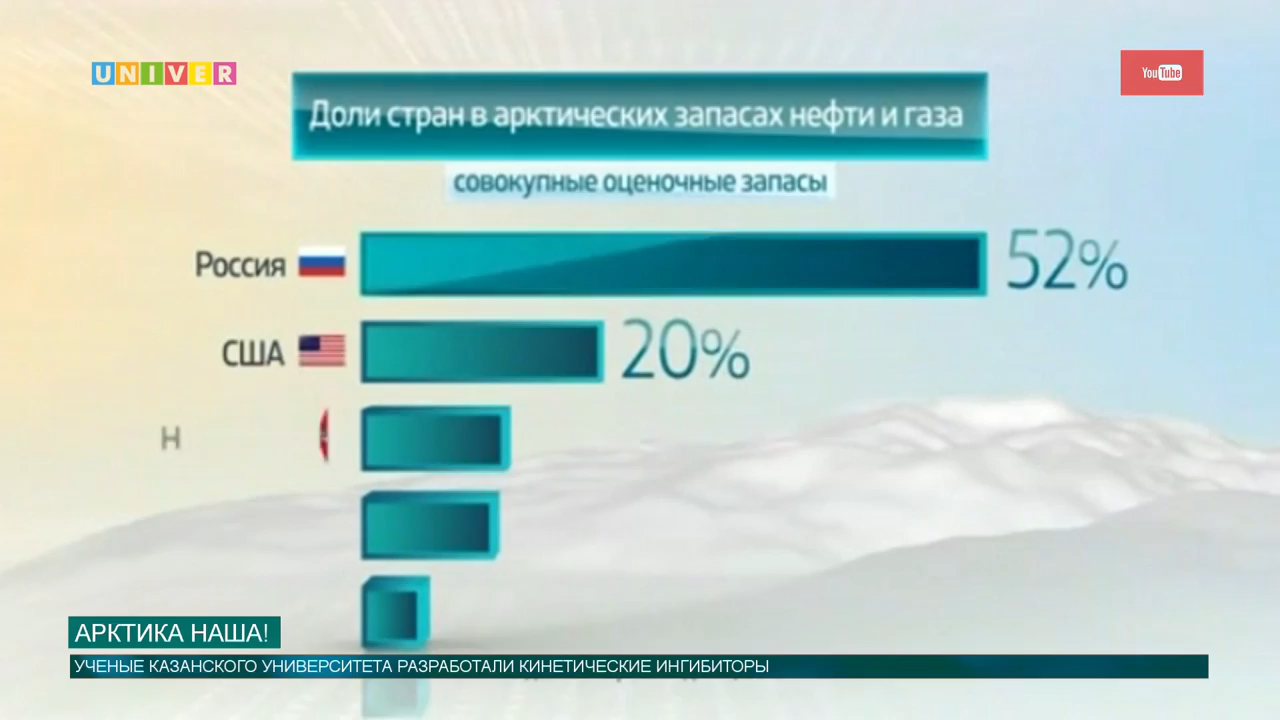 UNIVER
YouTube
Доли стран в арктических запасах нефти и газа
совокупные оценочные запасы
Россия 52%
США 20%
Н
АРКТИКА НАША!
УЧЕНЫЕ КАЗАНСКОГО УНИВЕРСИТЕТА РАЗРАБОТАЛИ КИНЕТИЧЕСКИЕ ИНГИБИТОРЫ